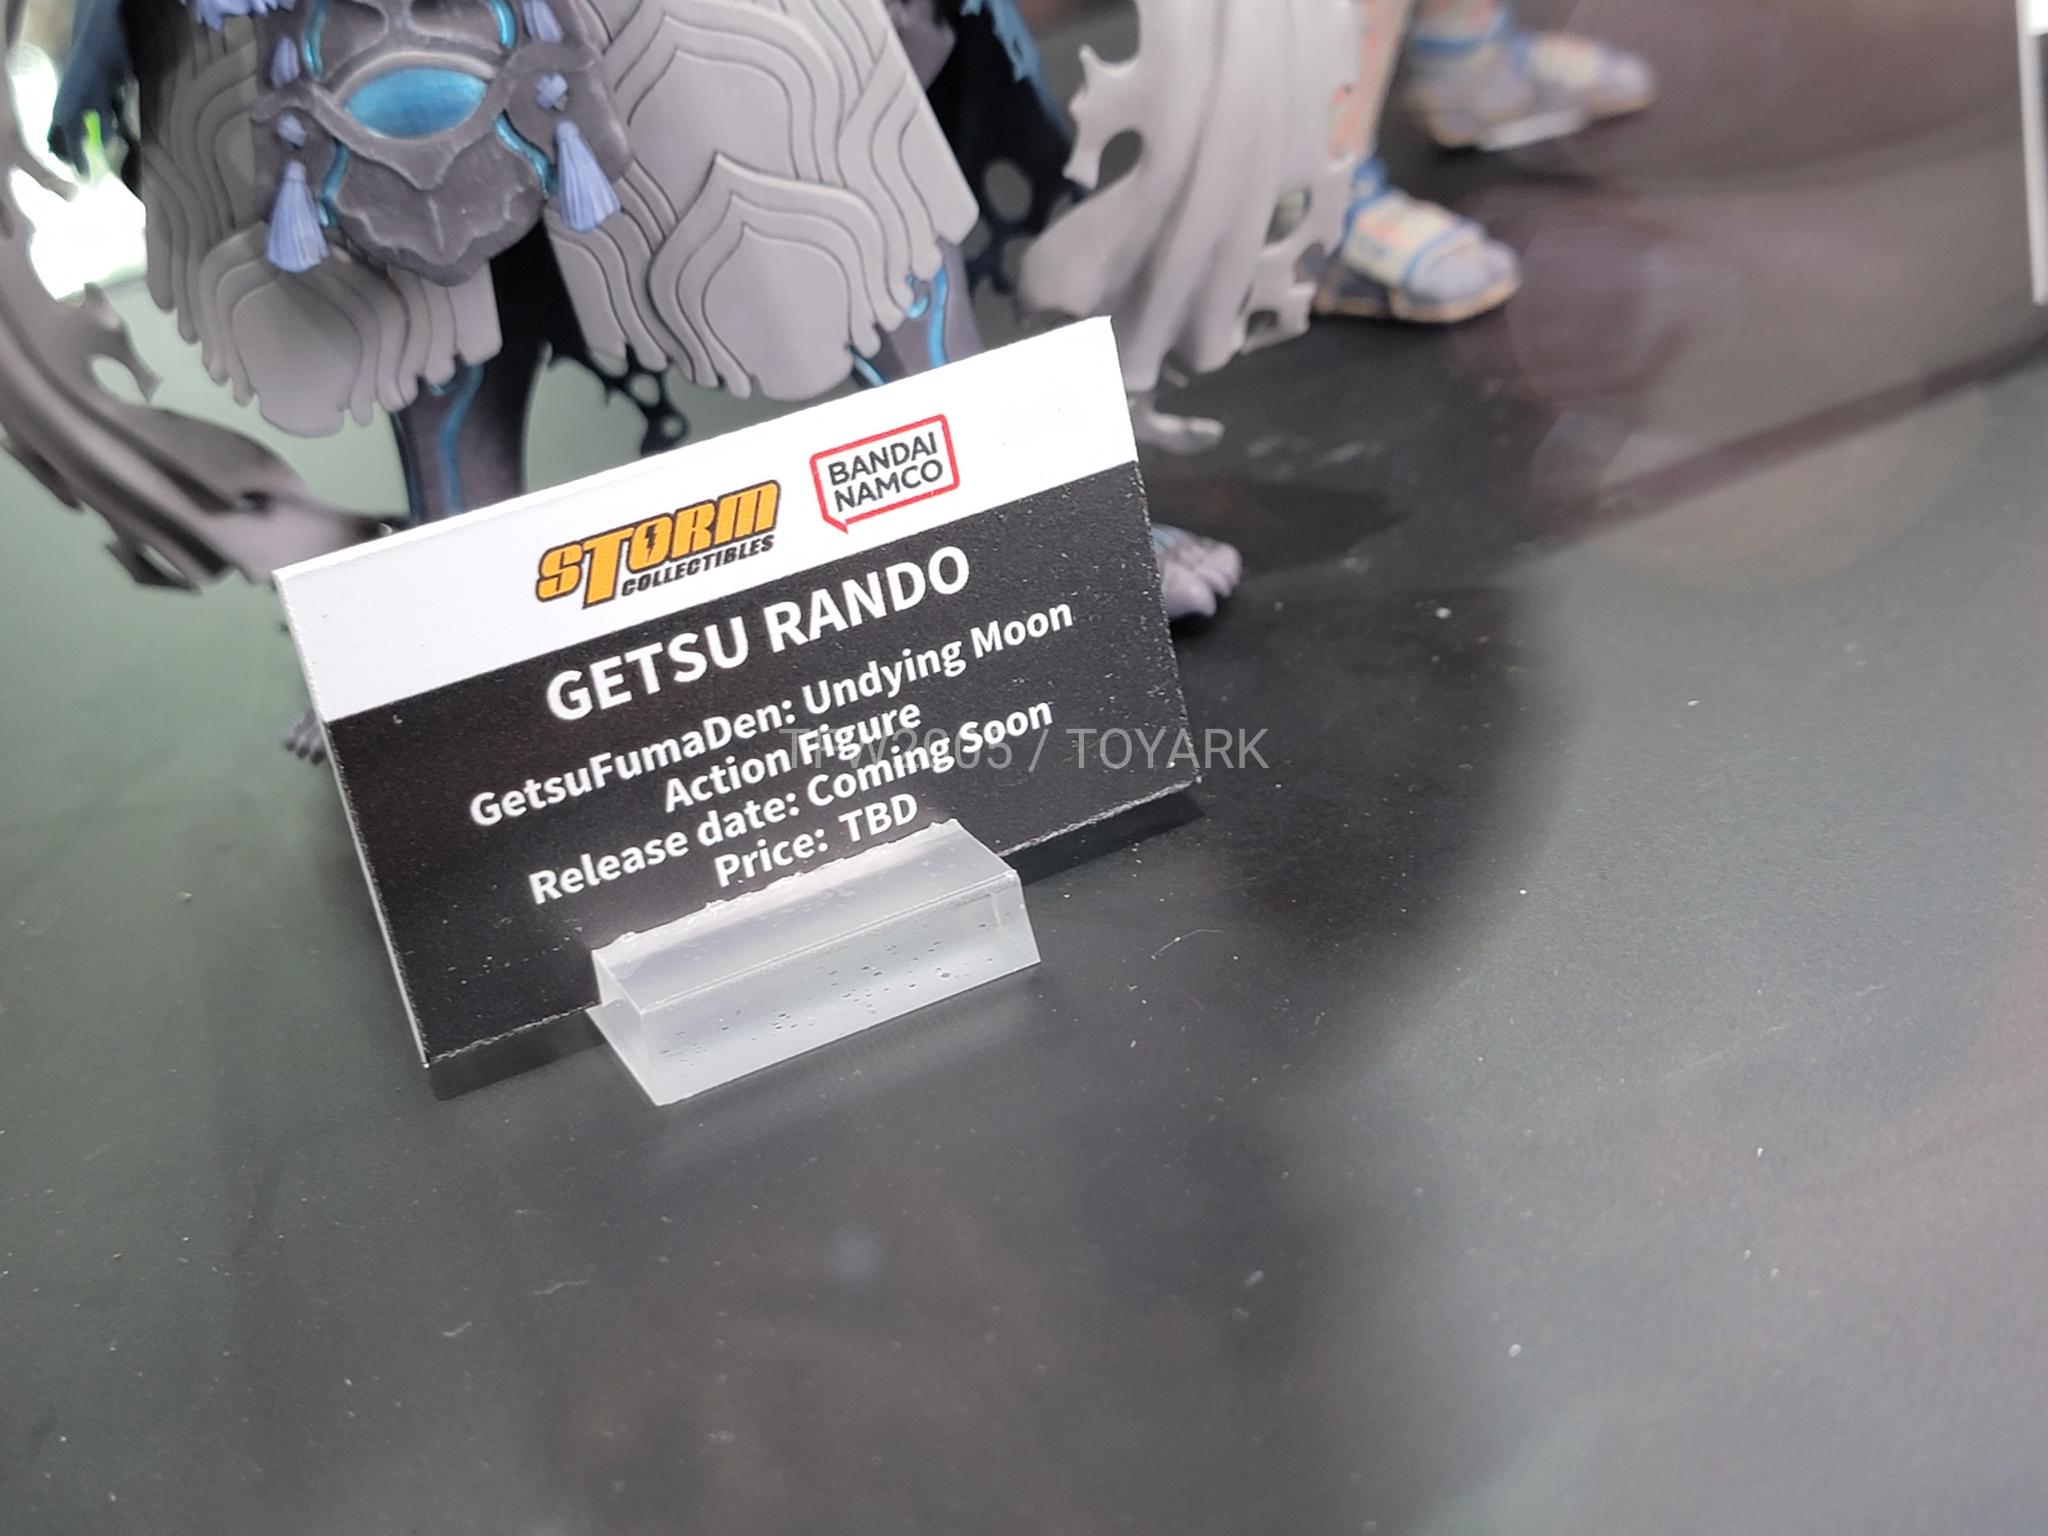 STORM
COLLECTIBLES
BANDAI
NAMCO
GETSU RANDO
GetsuFumaDen: Undying Moon
Action Figure
Release date: Coming Soon
Price: TBD
TFW2005 / TOYARK